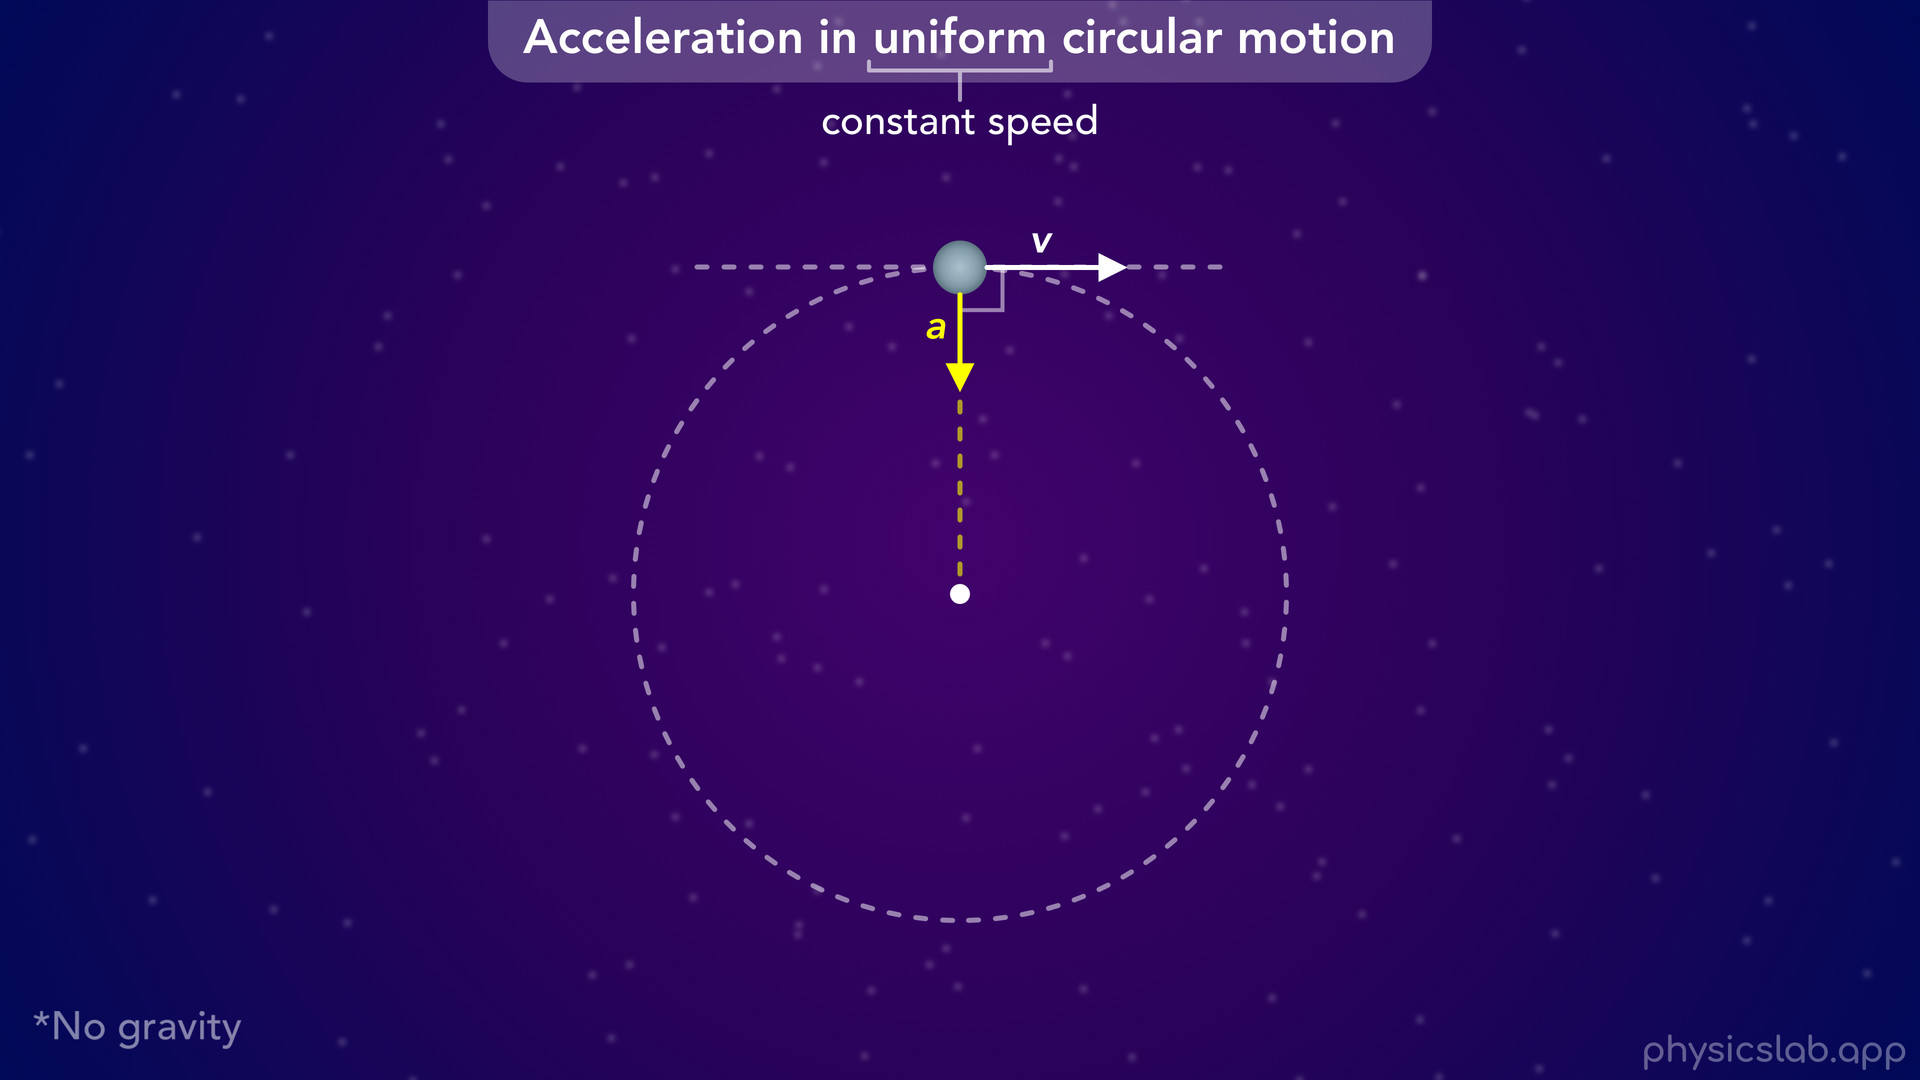 Acceleration in uniform circular motion
constant speed
v
a
*No gravity
physicslab.app